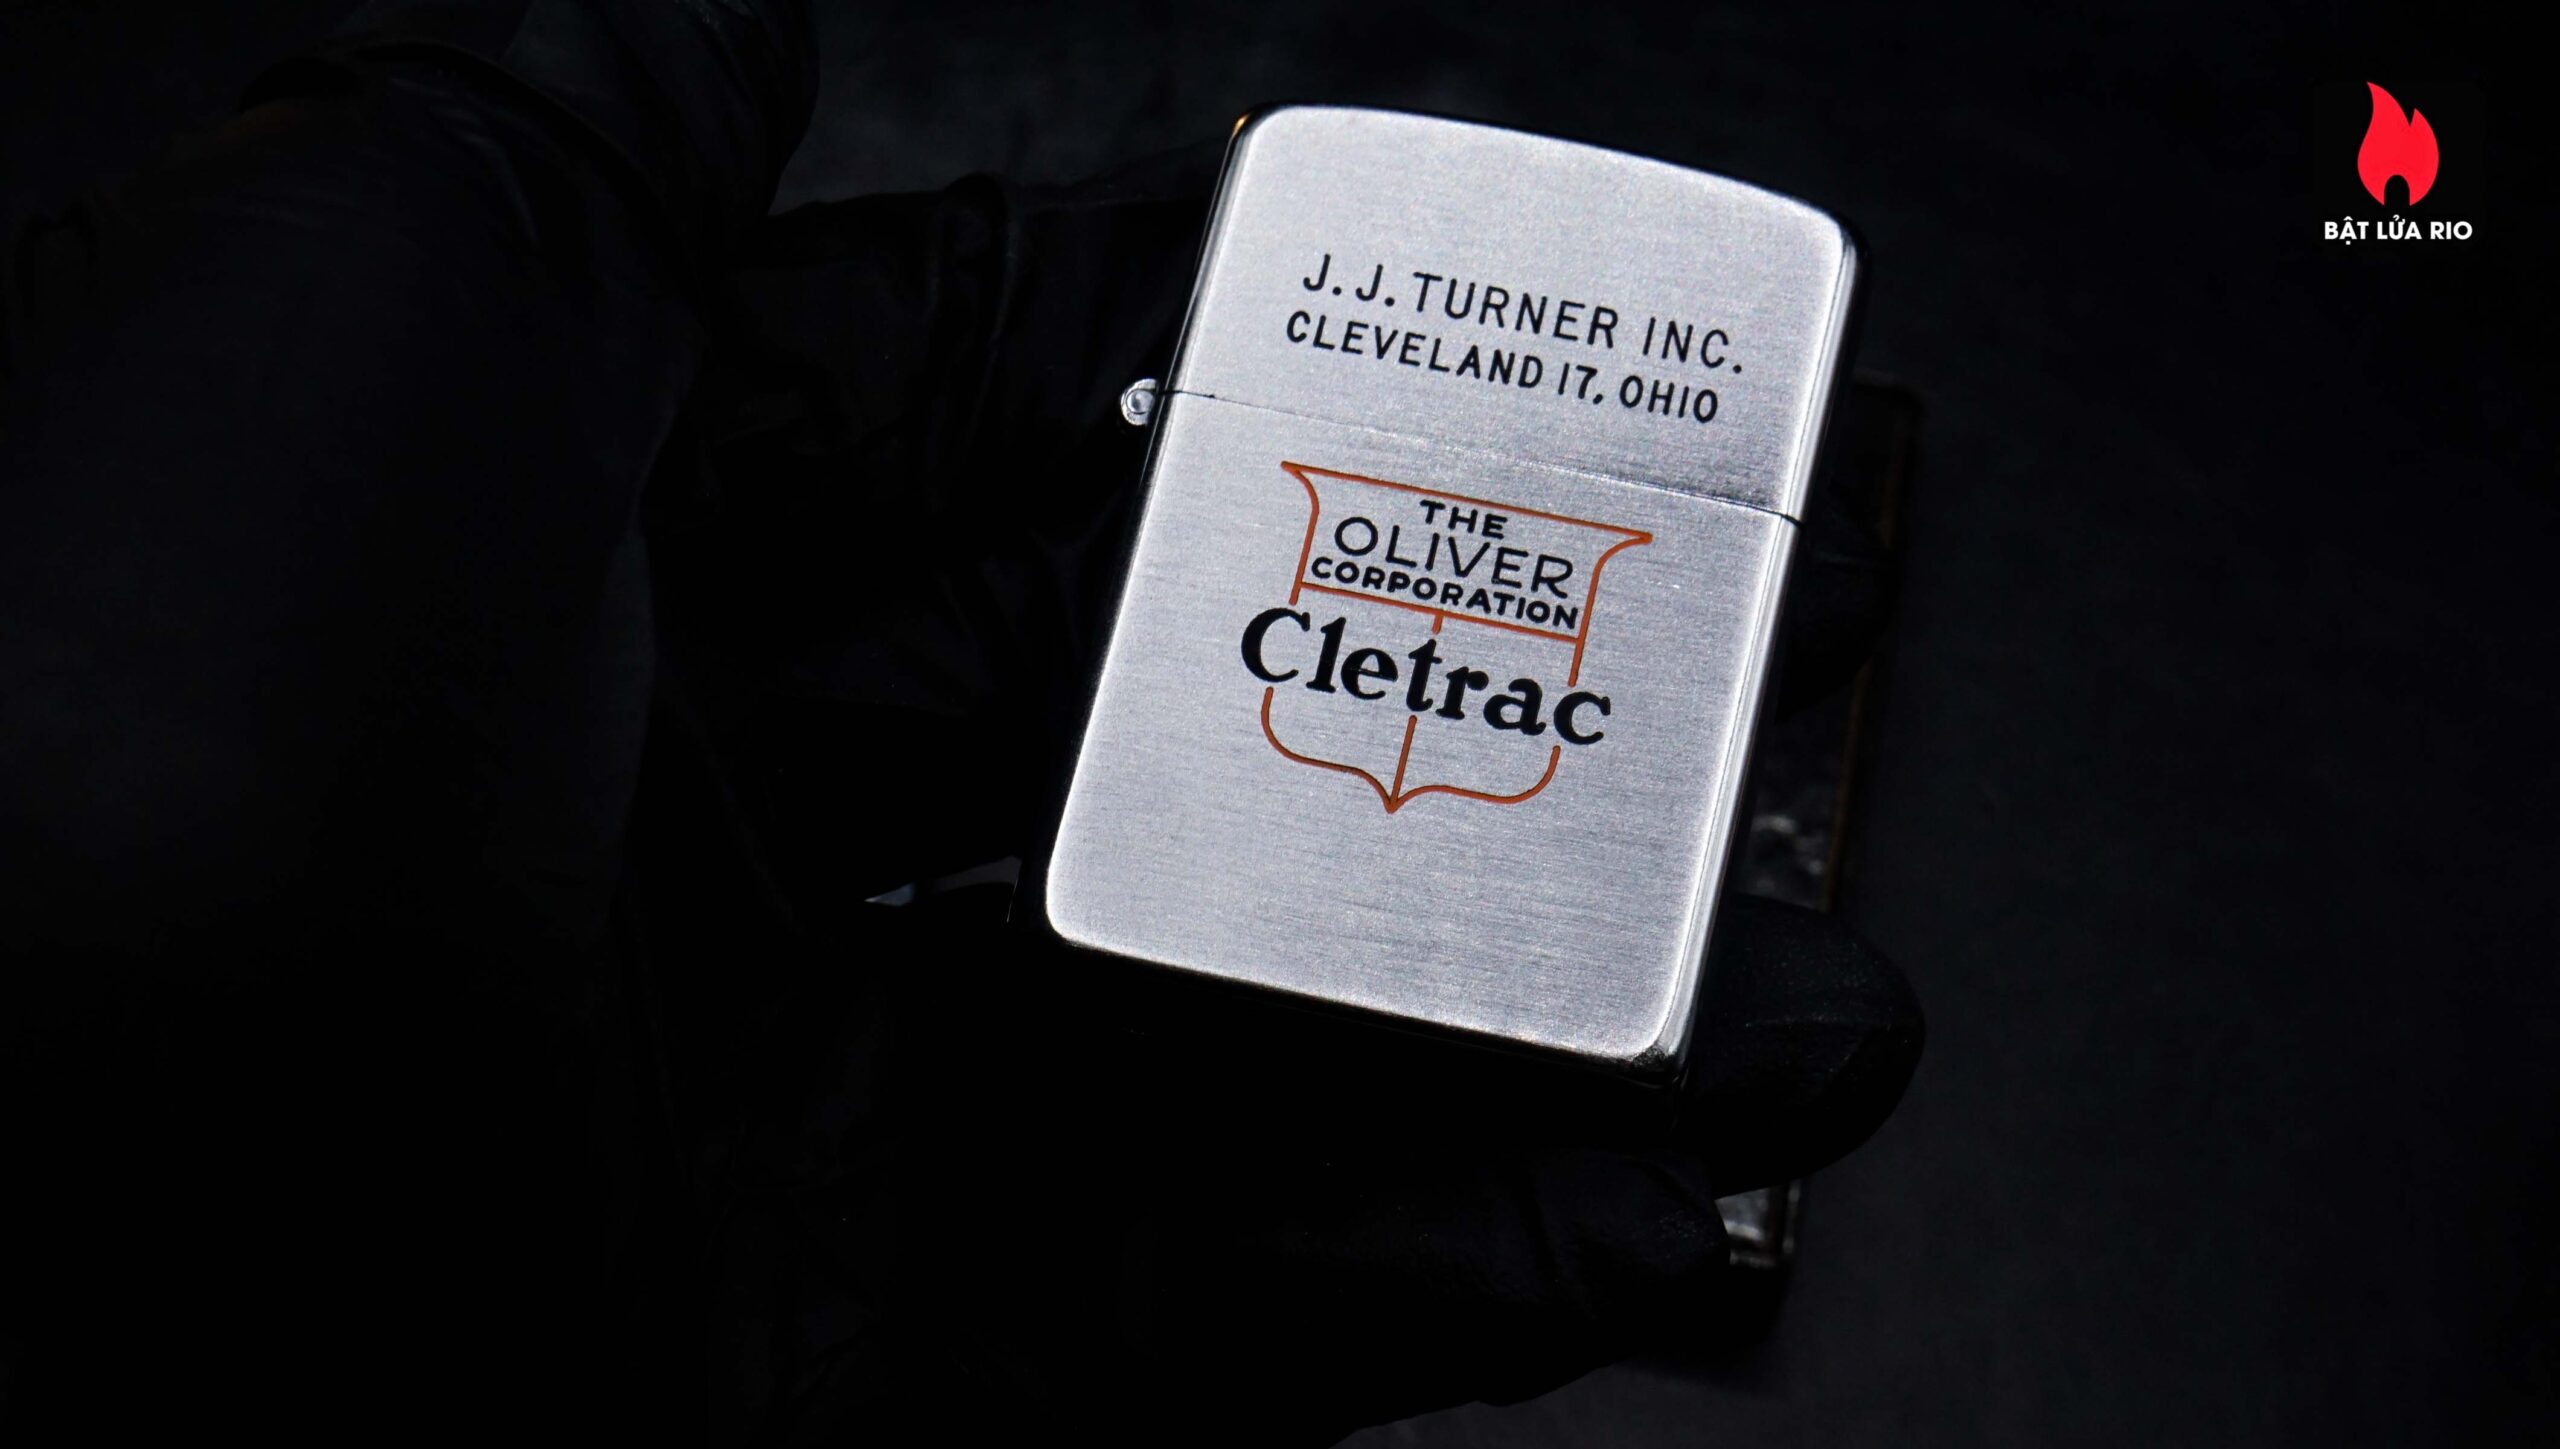 BẬT LỬA RIO
J.J. TURNER INC.
CLEVELAND 17, OHIO
THE
OLIVER
CORPORATION
Cletrac